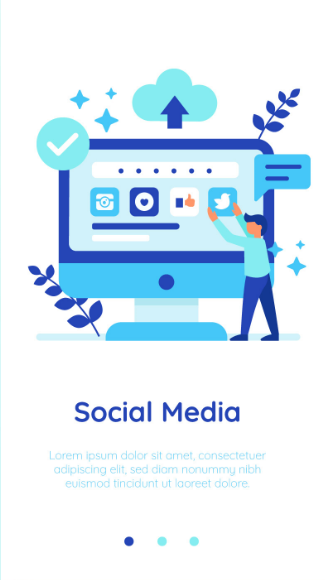 Social Media
Lorem ipsum dolor sit amet, consectetuer
adipiscing elit, sed diam nonummy nibh
euismod tincidunt ut laoreet dolore.